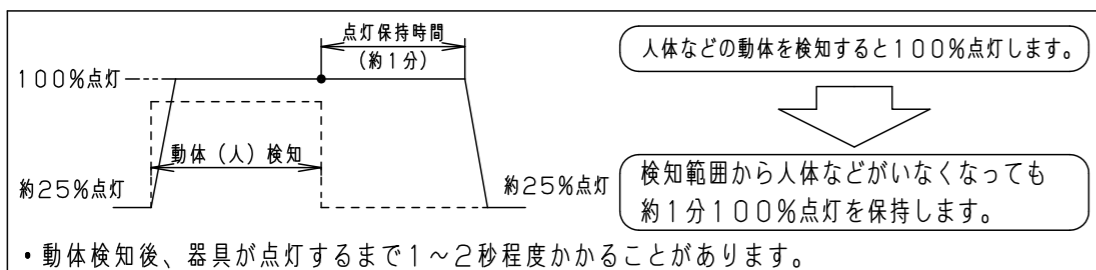 点灯保持時間
(約1分)
100%点灯
動体(人)検知
約25%点灯
約25%点灯
人体などの動体を検知すると100%点灯します。
検知範囲から人体などがいなくなっても
約1分100%点灯を保持します。
・動体検知後、器具が点灯するまで1~2秒程度かかることがあります。